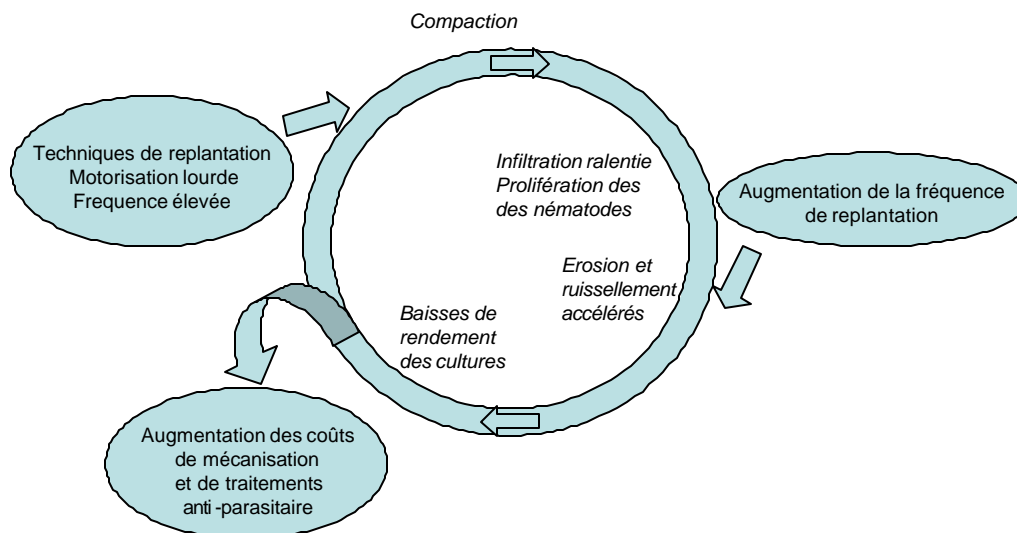 Compaction
Techniques de replantation
Motorisation lourde
Frequence élevée
Infiltration ralentie
Prolifération des
des nématodes
Augmentation de la fréquence
de replantation
Erosion et
ruissellement
accélérés
Baisses de
rendement
des cultures
Augmentation des coûts
de mécanisation
et de traitements
anti-parasitaire